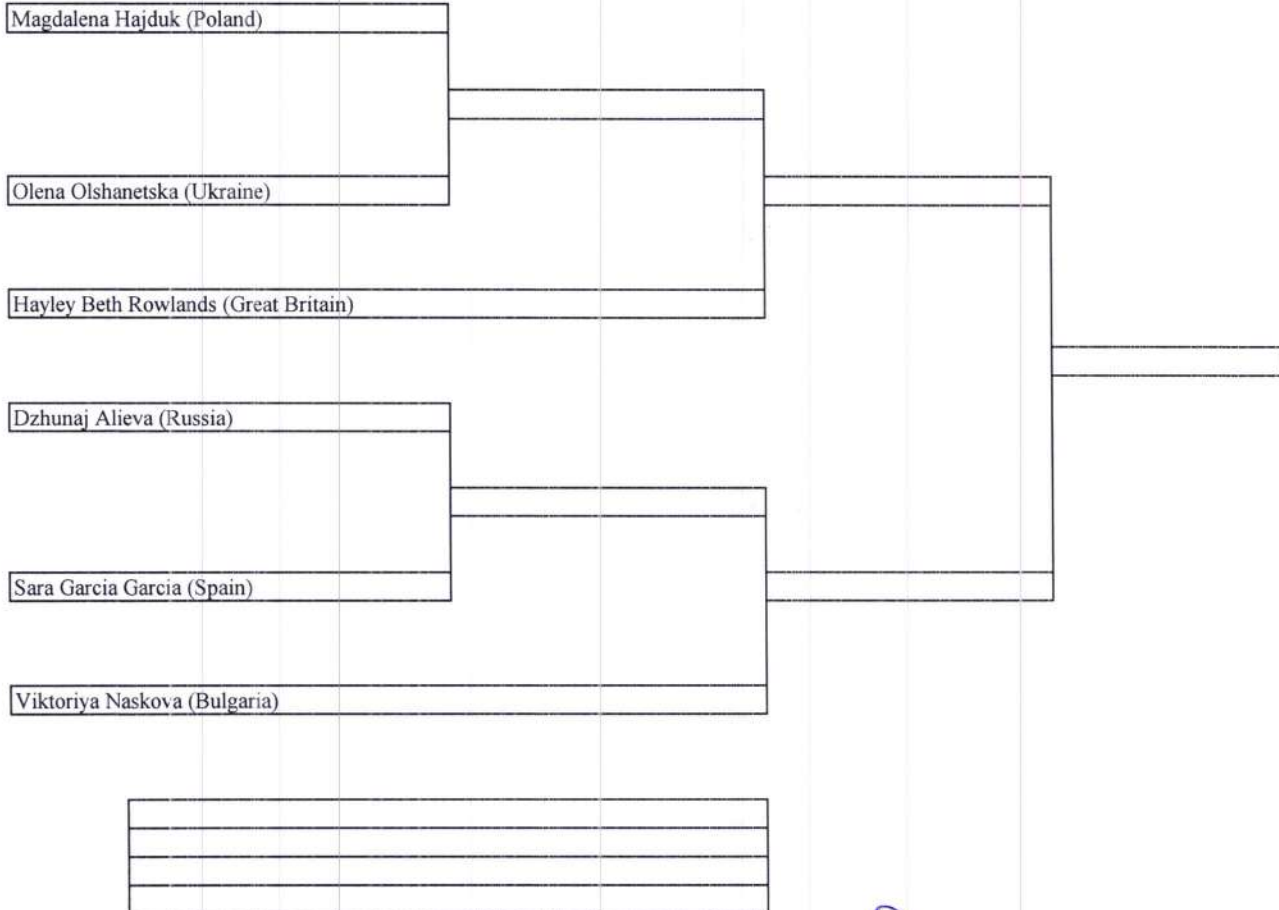 Magdalena Hajduk (Poland)
Olena Olshanetska (Ukraine)
Hayley Beth Rowlands (Great Britain)
Dzhunaj Alieva (Russia)
Sara Garcia Garcia (Spain)
Viktoriya Naskova (Bulgaria)